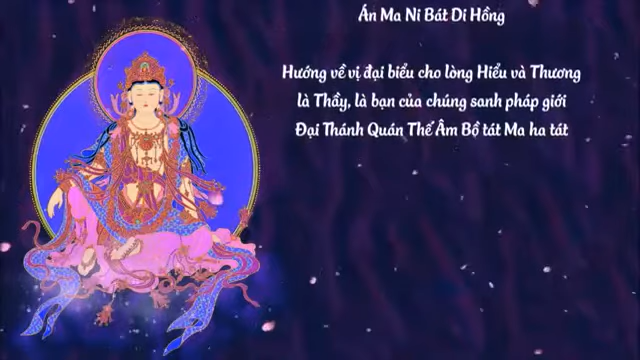 Án Ma Ni Bát Di Hồng
Hướng về vị đại biểu cho lòng Hiểu và Thương
là Thầy, là bạn của chúng sanh pháp giới
Đại Thánh Quán Thế Âm Bồ tát Ma ha tát